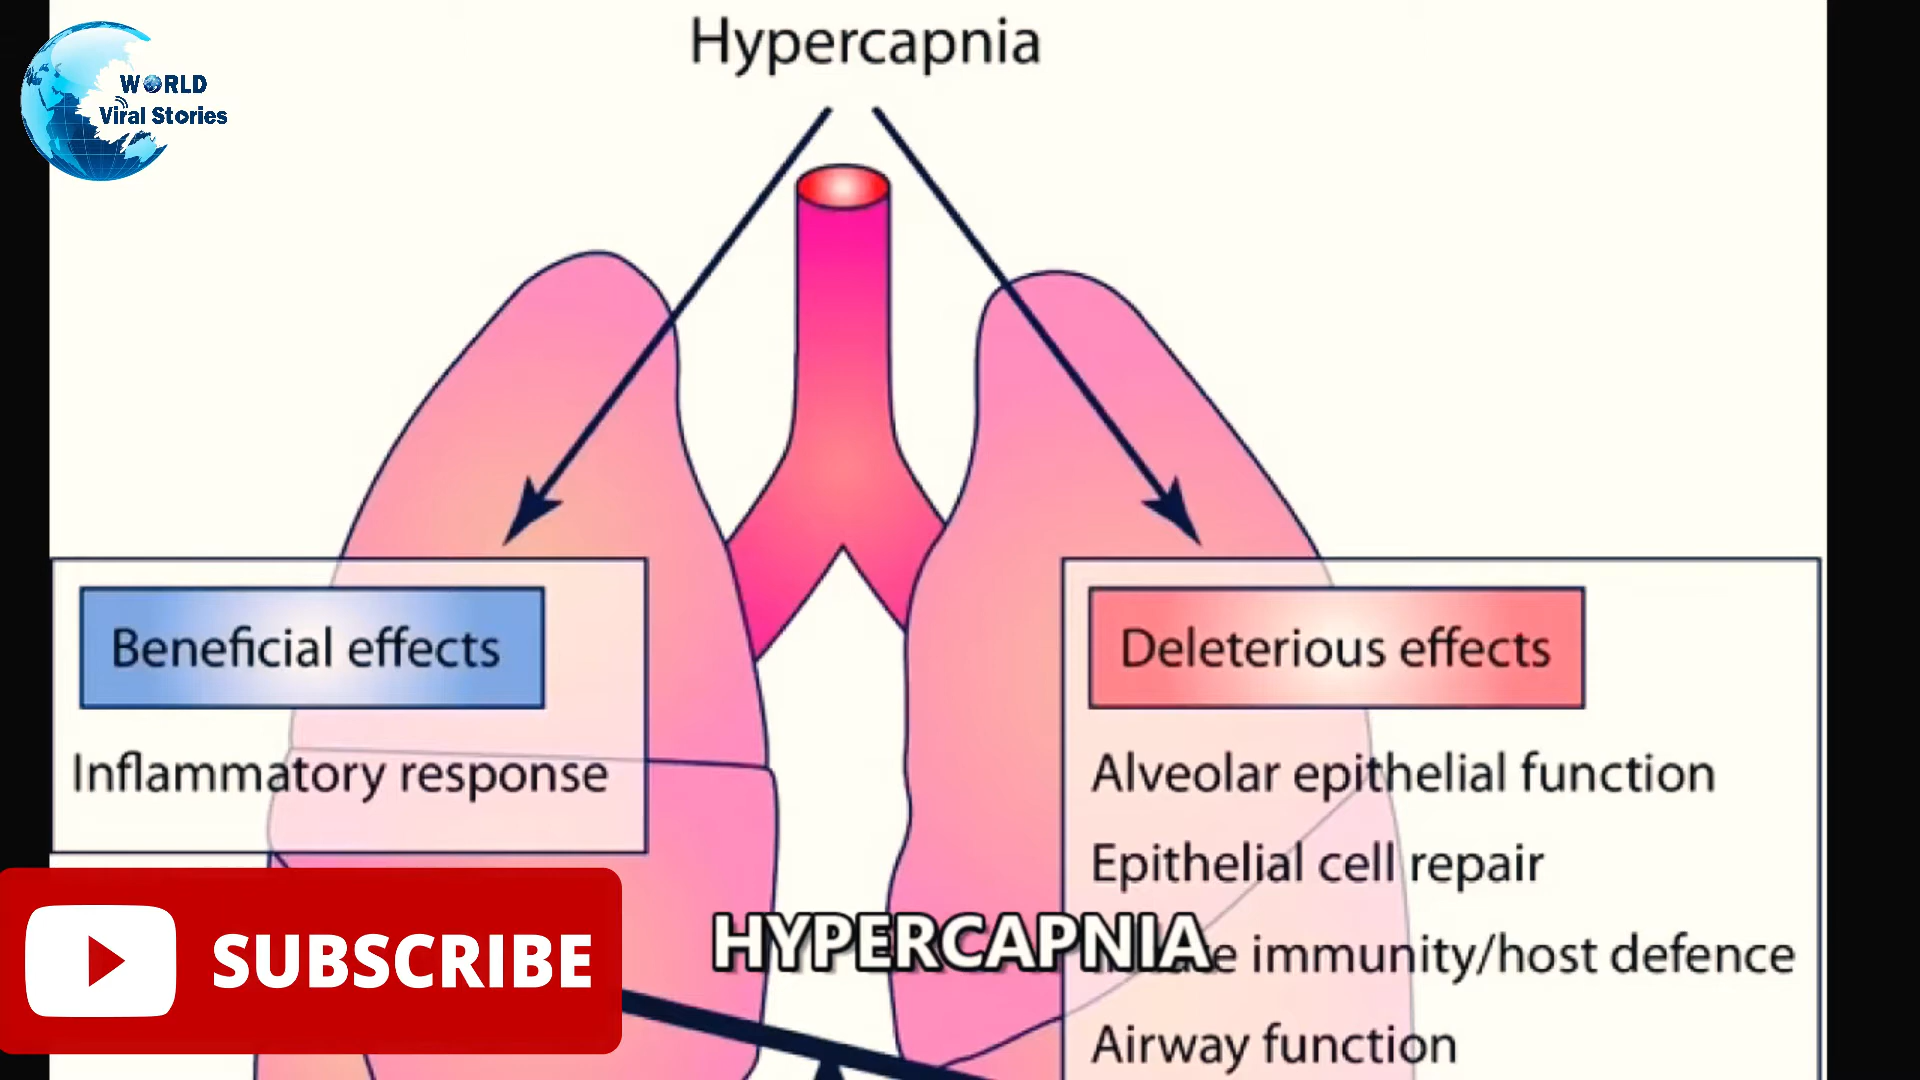 Hypercapnia
WORLD
Viral Stories
Beneficial effects
Inflammatory response
Deleterious effects
Alveolar epithelial function
Epithelial cell repair
immunity/host defence
Airway function
SUBSCRIBE
HYPERCAPNIA